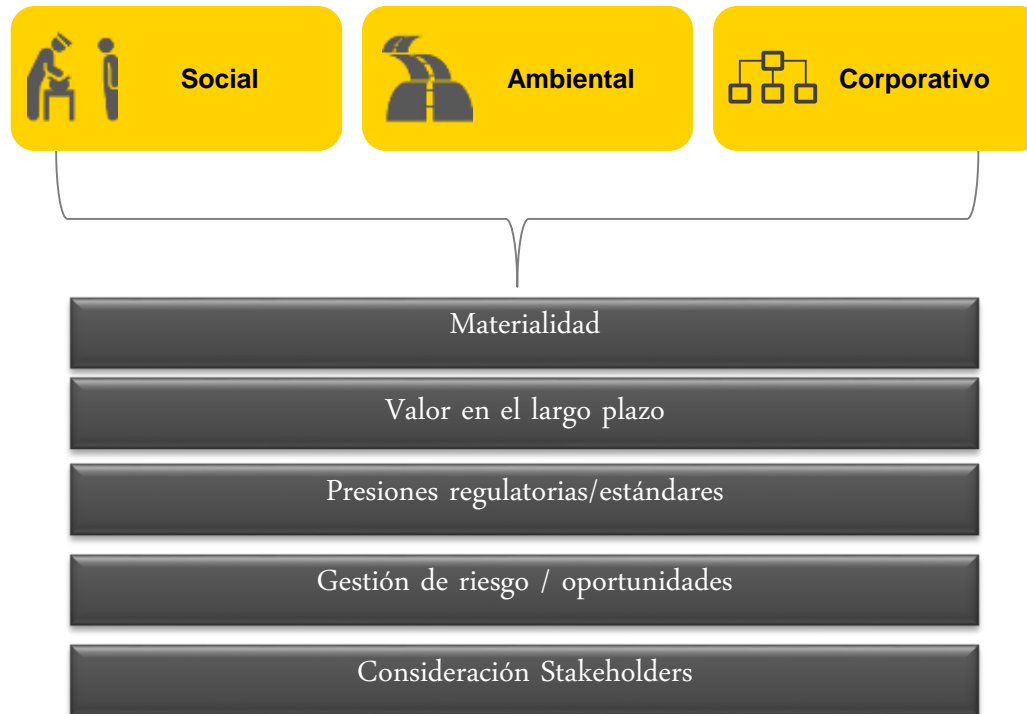 Social
Ambiental
Corporativo
Materialidad
Valor en el largo plazo
Presiones regulatorias/estándares
Gestión de riesgo / oportunidades
Consideración Stakeholders